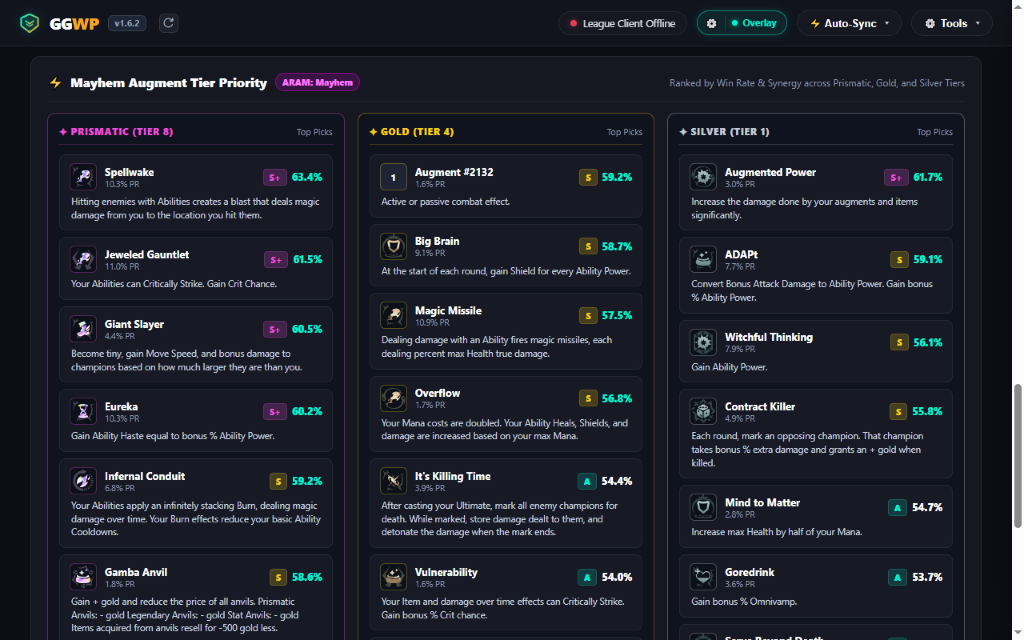 GGWP v1.6.2
League Client Offline
Overlay
Auto-Sync
Tools
Mayhem Augment Tier Priority ARAM: Mayhem
Ranked by Win Rate & Synergy across Prismatic, Gold, and Silver Tiers
PRISMATIC (TIER 8) Top Picks
Spellwake
10.3% PR
S+ 63.4%
Hitting enemies with Abilities creates a blast that deals magic
damage from you to the location you hit them.
Jeweled Gauntlet
11.0% PR
S+ 61.5%
Your Abilities can Critically Strike. Gain Crit Chance.
Giant Slayer
4.4% PR
S+ 60.5%
Become tiny, gain Move Speed, and bonus damage to
champions based on how much larger they are than you.
Eureka
10.3% PR
S+ 60.2%
Gain Ability Haste equal to bonus % Ability Power.
Infernal Conduit
6.8% PR
S 59.2%
Your Abilities apply an infinitely stacking Burn, dealing magic
damage over time. Your Burn effects reduce your basic Ability
Cooldowns.
Gamba Anvil
1.8% PR
S 58.6%
Gain + gold and reduce the price of all anvils. Prismatic
Anvils: - gold Legendary Anvils: - gold Stat Anvils: - gold
Items acquired from anvils resell for -500 gold less.
GOLD (TIER 4) Top Picks
1
Augment #2132
1.6% PR
S 59.2%
Active or passive combat effect.
Big Brain
9.1% PR
S 58.7%
At the start of each round, gain Shield for every Ability Power.
Magic Missile
10.9% PR
S 57.5%
Dealing damage with an Ability fires magic missiles, each
dealing percent max Health true damage.
Overflow
1.7% PR
S 56.8%
Your Mana costs are doubled. Your Ability Heals, Shields, and
damage are increased based on your max Mana.
It's Killing Time
3.9% PR
A 54.4%
After casting your Ultimate, mark all enemy champions for
death. While marked, store damage dealt to them, and
detonate the damage when the mark ends.
Vulnerability
1.6% PR
A 54.0%
Your Item and damage over time effects can Critically Strike.
Gain bonus % Crit chance.
SILVER (TIER 1) Top Picks
Augmented Power
3.0% PR
S+ 61.7%
Increase the damage done by your augments and items
significantly.
ADAPt
7.7% PR
S 59.1%
Convert Bonus Attack Damage to Ability Power. Gain bonus
% Ability Power.
Witchful Thinking
7.9% PR
S 56.1%
Gain Ability Power.
Contract Killer
4.9% PR
S 55.8%
Each round, mark an opposing champion. That champion
takes bonus % extra damage and grants an + gold when
killed.
Mind to Matter
2.8% PR
A 54.7%
Increase max Health by half of your Mana.
Goredrink
3.6% PR
A 53.7%
Gain bonus % Omnivamp.